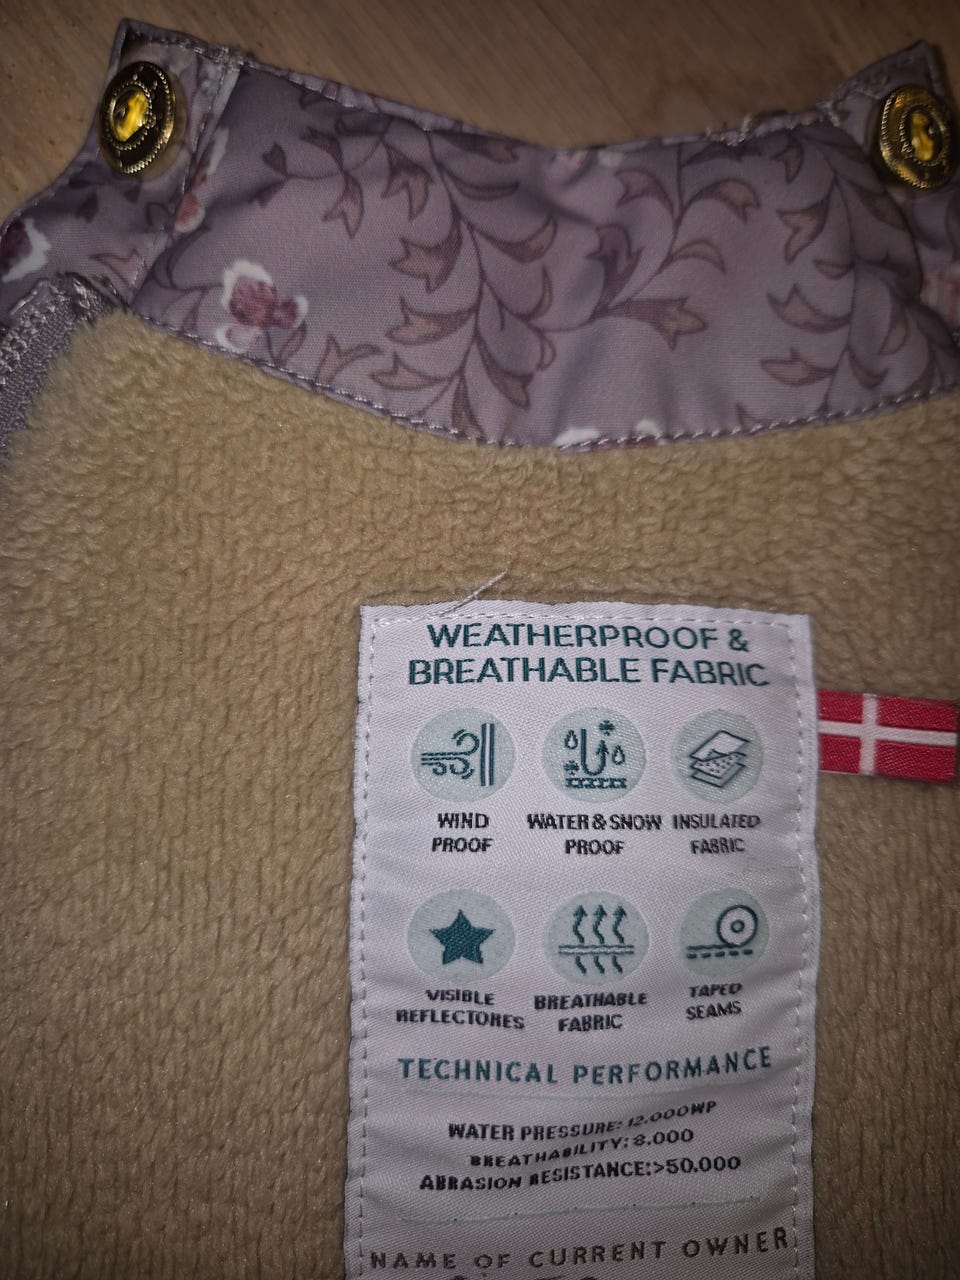 WEATHERPROOF &
BREATHABLE FABRIC
WIND
PROOF
WATER & SNOW
PROOF
INSULATED
FABRIC
VISIBLE
REFLECTORES
BREATHABLE
FABRIC
TAPED
SEAMS
TECHNICAL PERFORMANCE
WATER PRESSURE: 12.000WP
BREATHABILITY: 8.000
ABRASION RESISTANCE:>50.000
NAME OF CURRENT OWNER